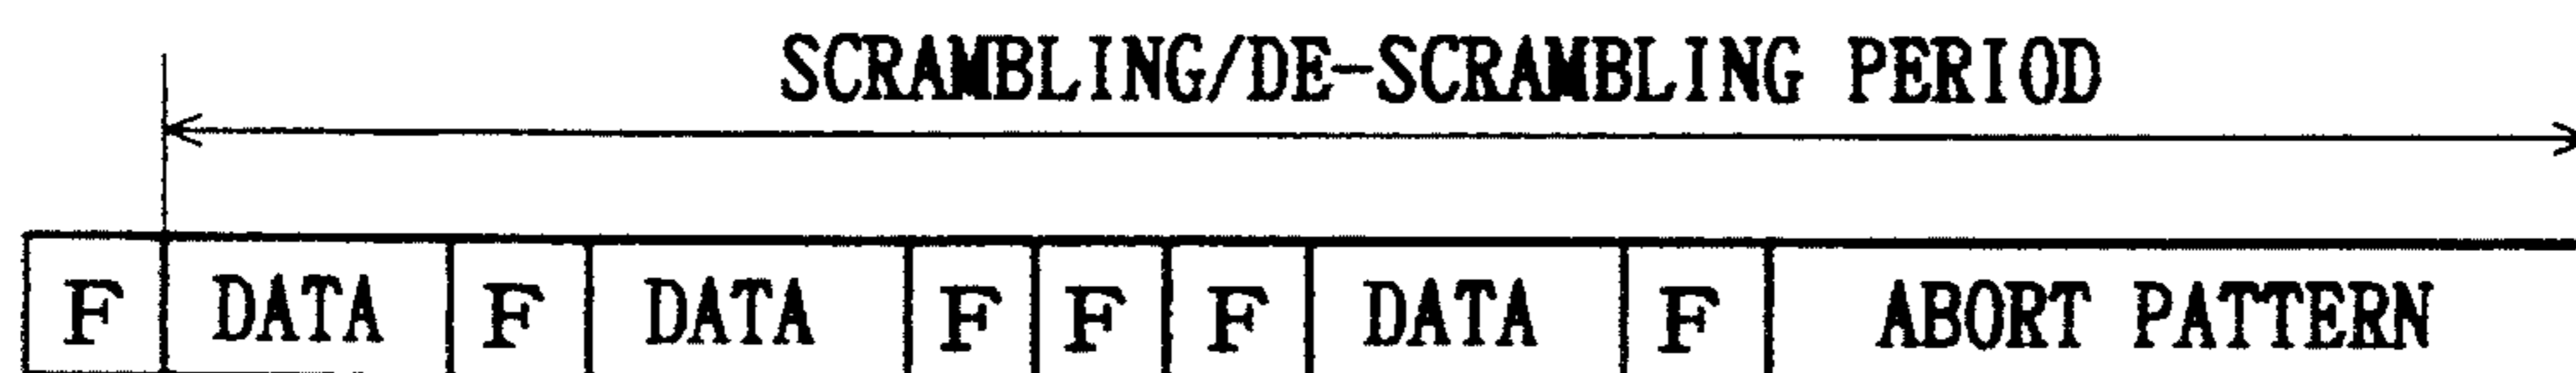 SCRAMBLING/DE-SCRAMBLING PERIOD
F DATA F DATA F F F DATA F ABORT PATTERN